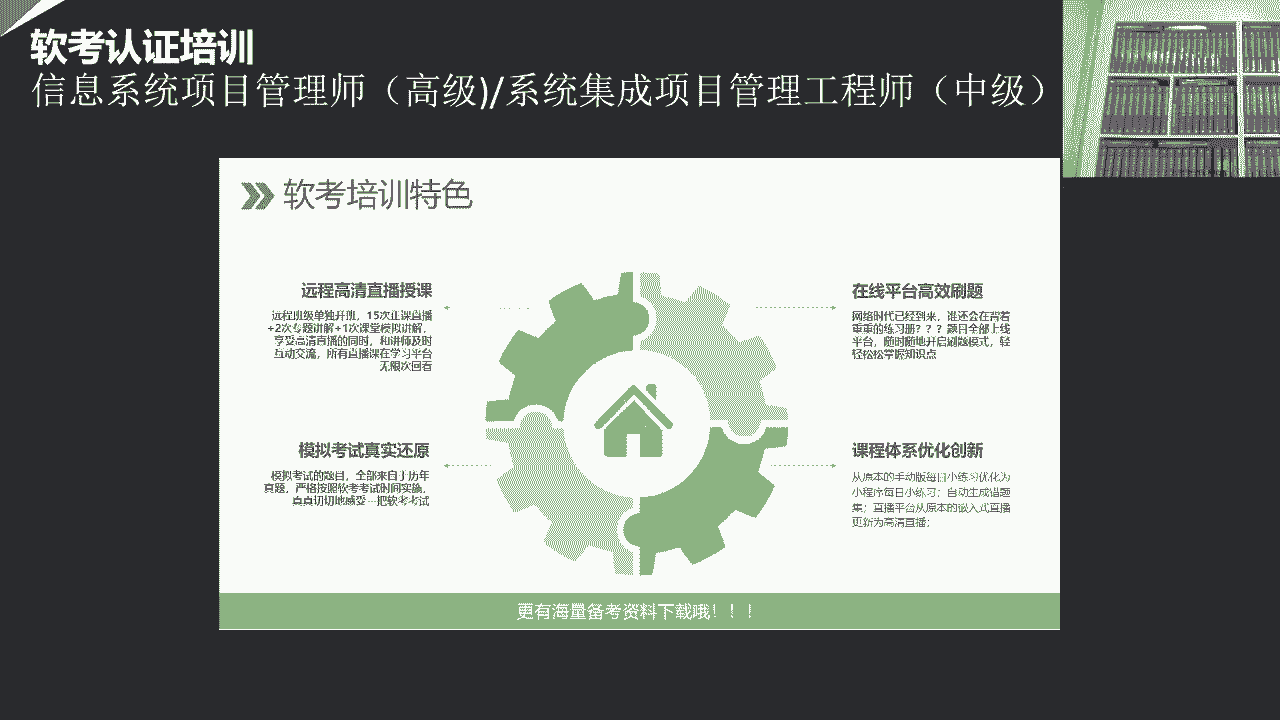 软考认证培训
信息系统项目管理师（高级)/系统集成项目管理工程师（中级）
软考培训特色
远程高清直播授课
远程班级单独开班，15次正课直播
+2次专题讲解+1次课堂模拟讲解，
享受高清直播的同时，和讲师及时
互动交流，所有直播课在学习平台
无限次回看
在线平台高效刷题
网络时代已经到来，谁还会在背着
重重的练习册？？？题目全部上线
平台，随时随地开启刷题模式，轻
轻松松掌握知识点
模拟考试真实还原
模拟考试的题目，全部来自于历年
真题，严格按照软考考试时间实施，
真真切切地感受一把软考考试
课程体系优化创新
从原本的手动版每日小练习优化为
小程序每日小练习；自动生成错题
集；直播平台从原本的嵌入式直播
更新为高清直播；
更有海量备考资料下载哦！！！